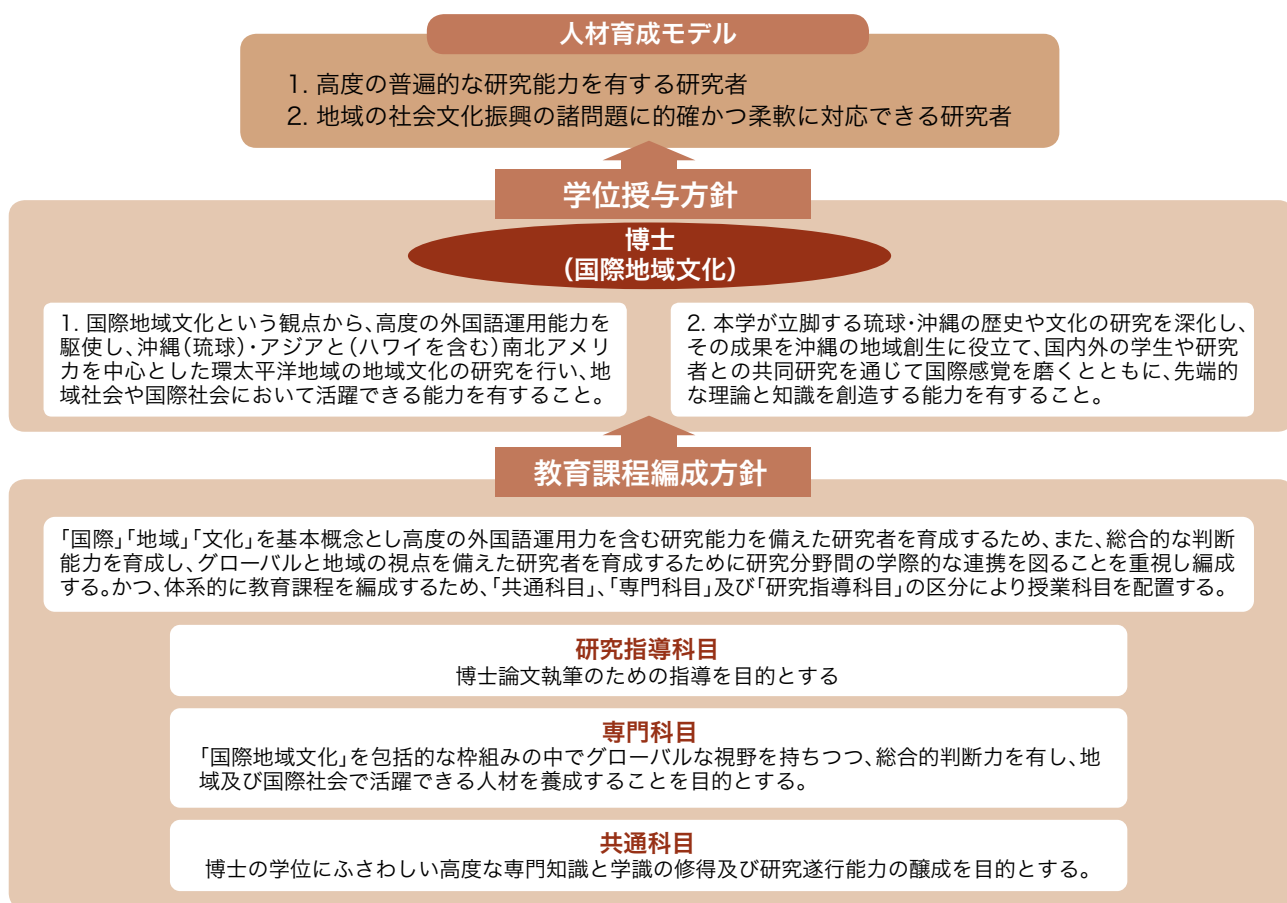 人材育成モデル
1. 高度の普遍的な研究能力を有する研究者
2. 地域の社会文化振興の諸問題に的確かつ柔軟に対応できる研究者
学位授与方針
博士
（国際地域文化）
1. 国際地域文化という観点から、高度の外国語運用能力を
駆使し、沖縄（琉球）・アジアと（ハワイを含む）南北アメリ
カを中心とした環太平洋地域の地域文化の研究を行い、地
域社会や国際社会において活躍できる能力を有すること。
2. 本学が立脚する琉球・沖縄の歴史や文化の研究を深化し、
その成果を沖縄の地域創生に役立て、国内外の学生や研究
者との共同研究を通じて国際感覚を磨くとともに、先端的
な理論と知識を創造する能力を有すること。
教育課程編成方針
「国際」「地域」「文化」を基本概念とし高度の外国語運用力を含む研究能力を備えた研究者を育成するため、また、総合的な判断
能力を育成し、グローバルと地域の視点を備えた研究者を育成するために研究分野間の学際的な連携を図ることを重視し編成
する。かつ、体系的に教育課程を編成するため、「共通科目」、「専門科目」及び「研究指導科目」の区分により授業科目を配置する。
研究指導科目
博士論文執筆のための指導を目的とする
専門科目
「国際地域文化」を包括的な枠組みの中でグローバルな視野を持ちつつ、総合的判断力を有し、地
域及び国際社会で活躍できる人材を養成することを目的とする。
共通科目
博士の学位にふさわしい高度な専門知識と学識の修得及び研究遂行能力の醸成を目的とする。